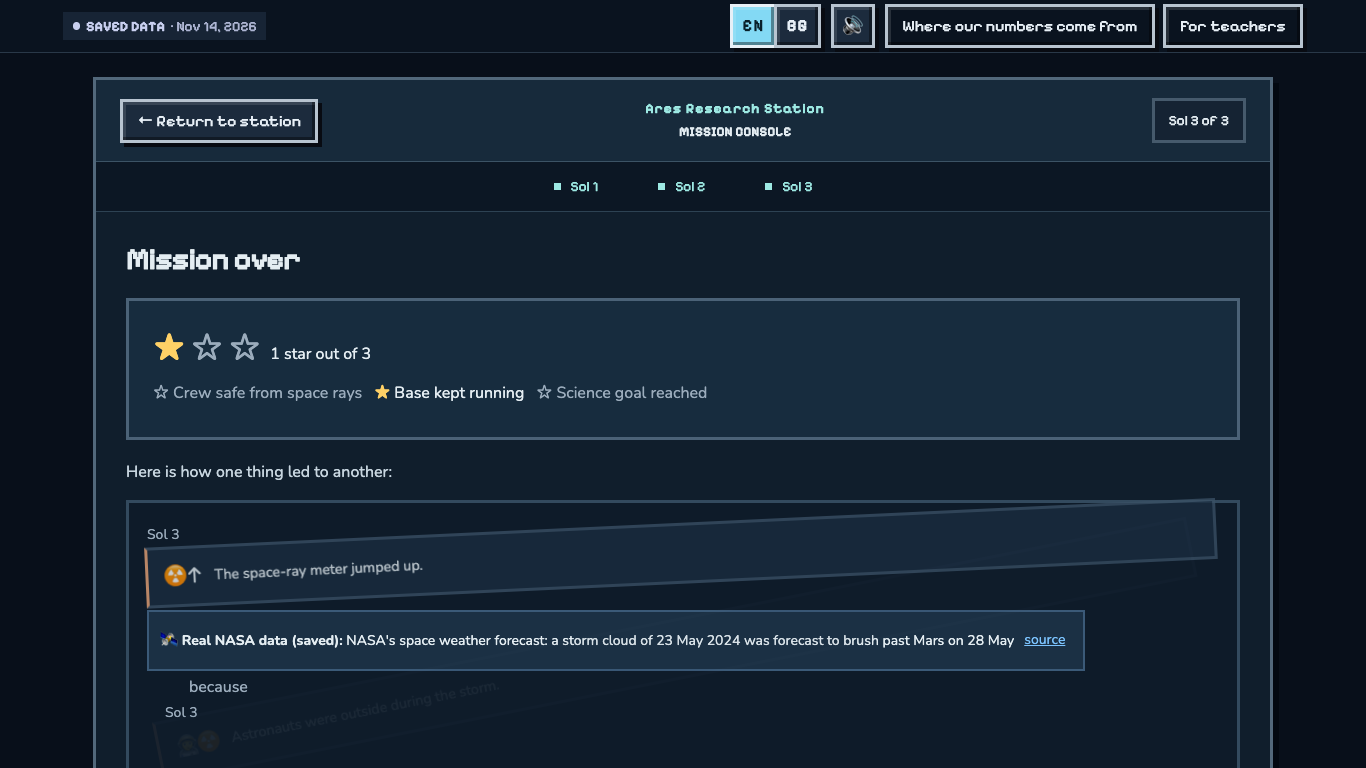 SAVED DATA · Nov 14, 2026
EN
Where our numbers come from
For teachers
← Return to station
Ares Research Station
MISSION CONSOLE
Sol 3 of 3
Sol 1
Sol 2
Sol 3
Mission over
1 star out of 3
Crew safe from space rays
Base kept running
Science goal reached
Here is how one thing led to another:
Sol 3
The space-ray meter jumped up.
Real NASA data (saved): NASA's space weather forecast: a storm cloud of 23 May 2024 was forecast to brush past Mars on 28 May source
because
Sol 3
Astronauts were outside during the storm.